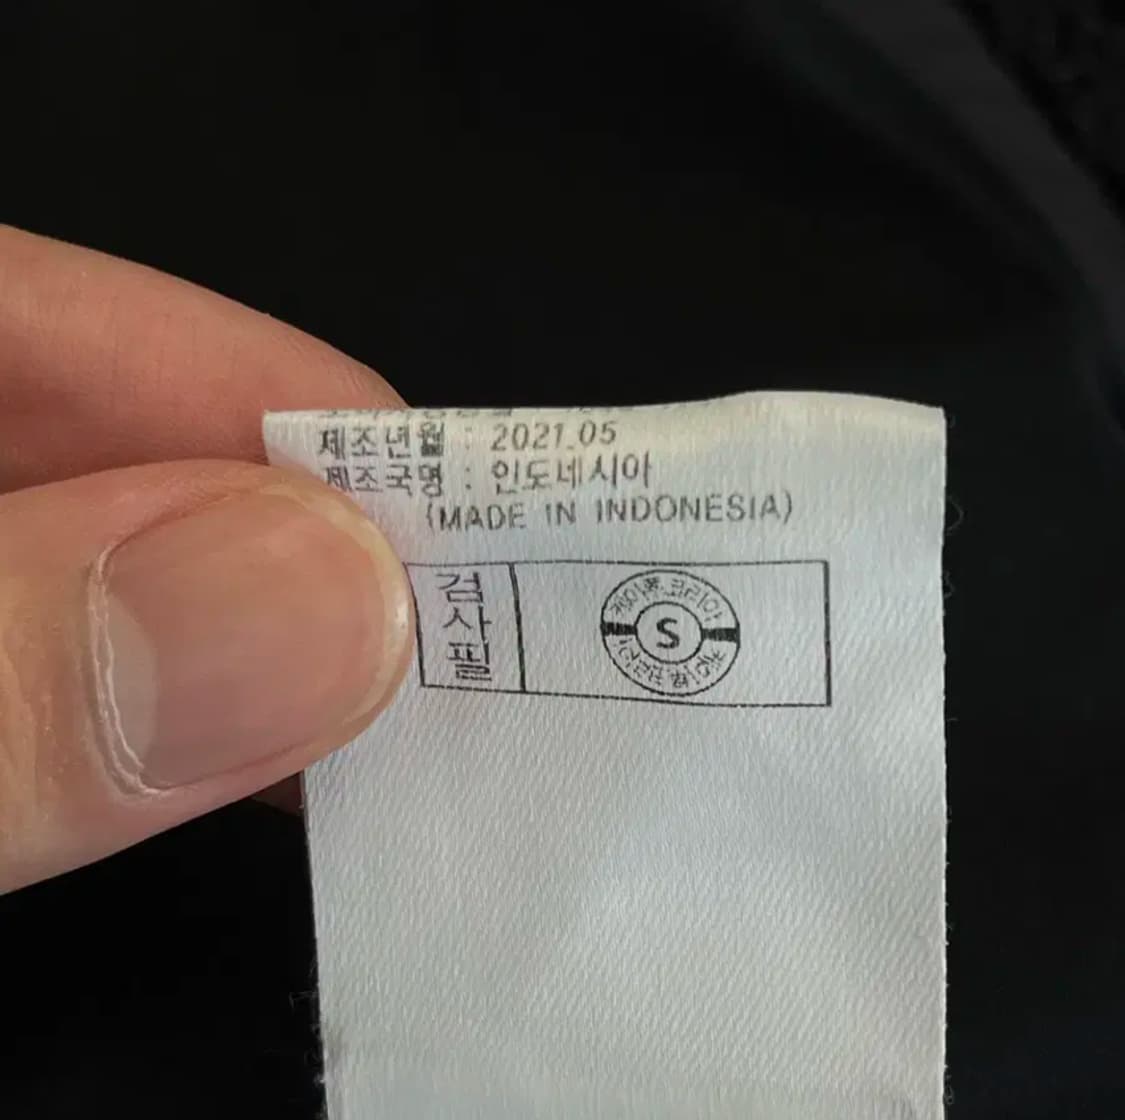 제조년월 : 2021.05
제조국명 : 인도네시아
(MADE IN INDONESIA)
검사필
S